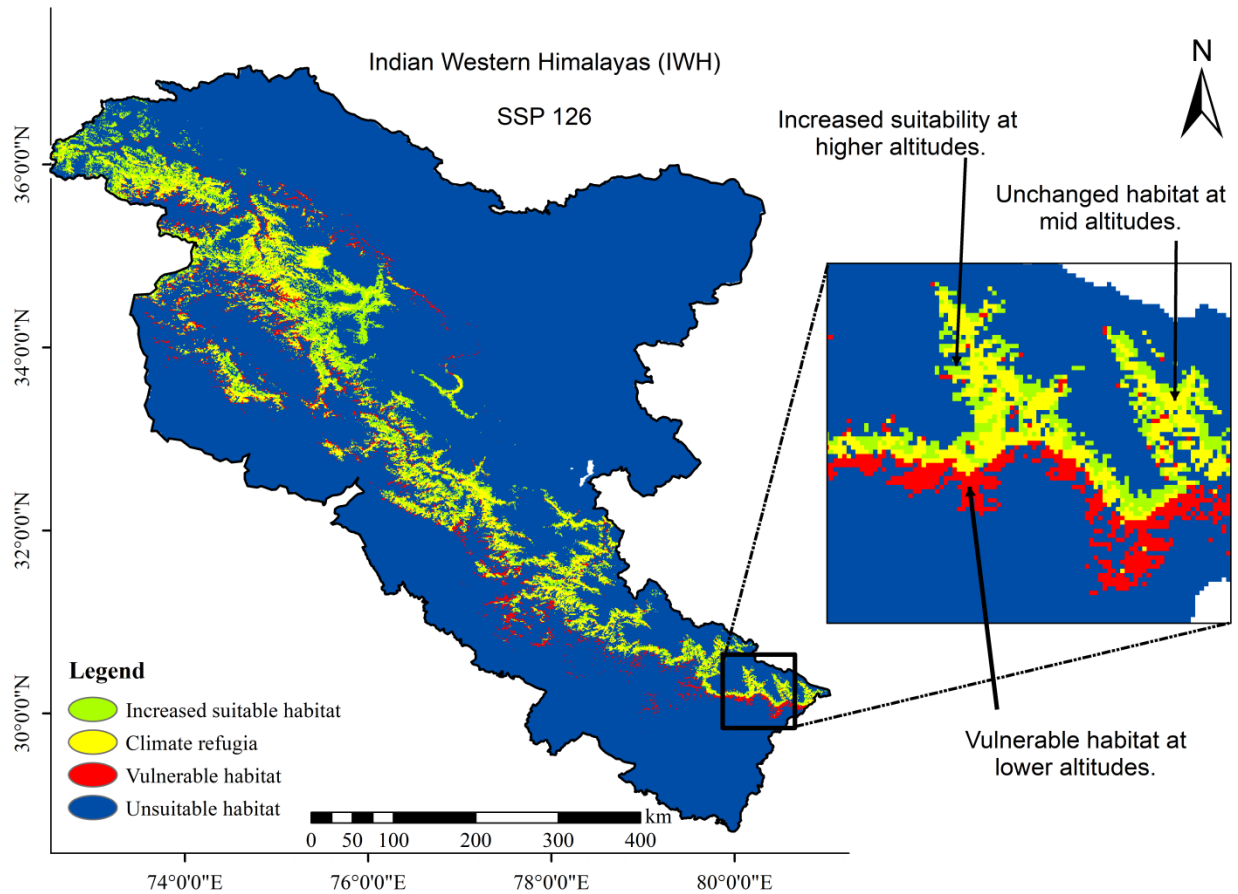 Indian Western Himalayas (IWH)
SSP 126
N
Increased suitability at
higher altitudes.
Unchanged habitat at
mid altitudes.
Vulnerable habitat at
lower altitudes.
36°0'0"N
34°0'0"N
32°0'0"N
30°0'0"N
Legend
Increased suitable habitat
Climate refugia
Vulnerable habitat
Unsuitable habitat
km
0 50 100 200 300 400
74°0'0"E 76°0'0"E 78°0'0"E 80°0'0"E